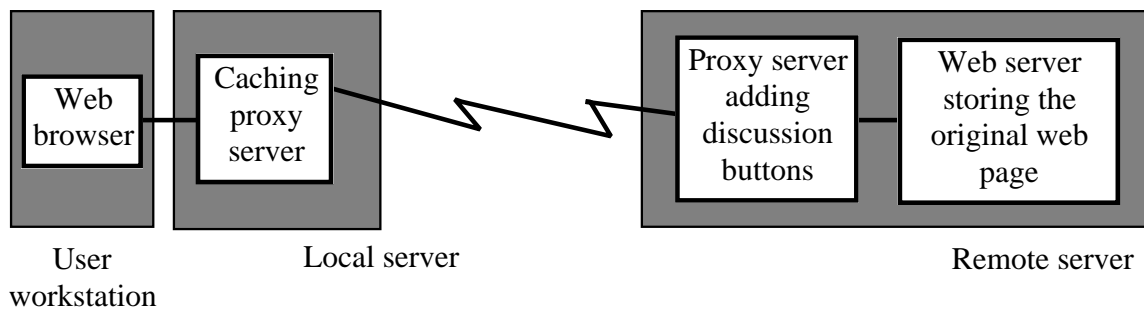 Web
browser
Caching
proxy
server
Proxy server
adding
discussion
buttons
Web server
storing the
original web
page
User
workstation
Local server
Remote server